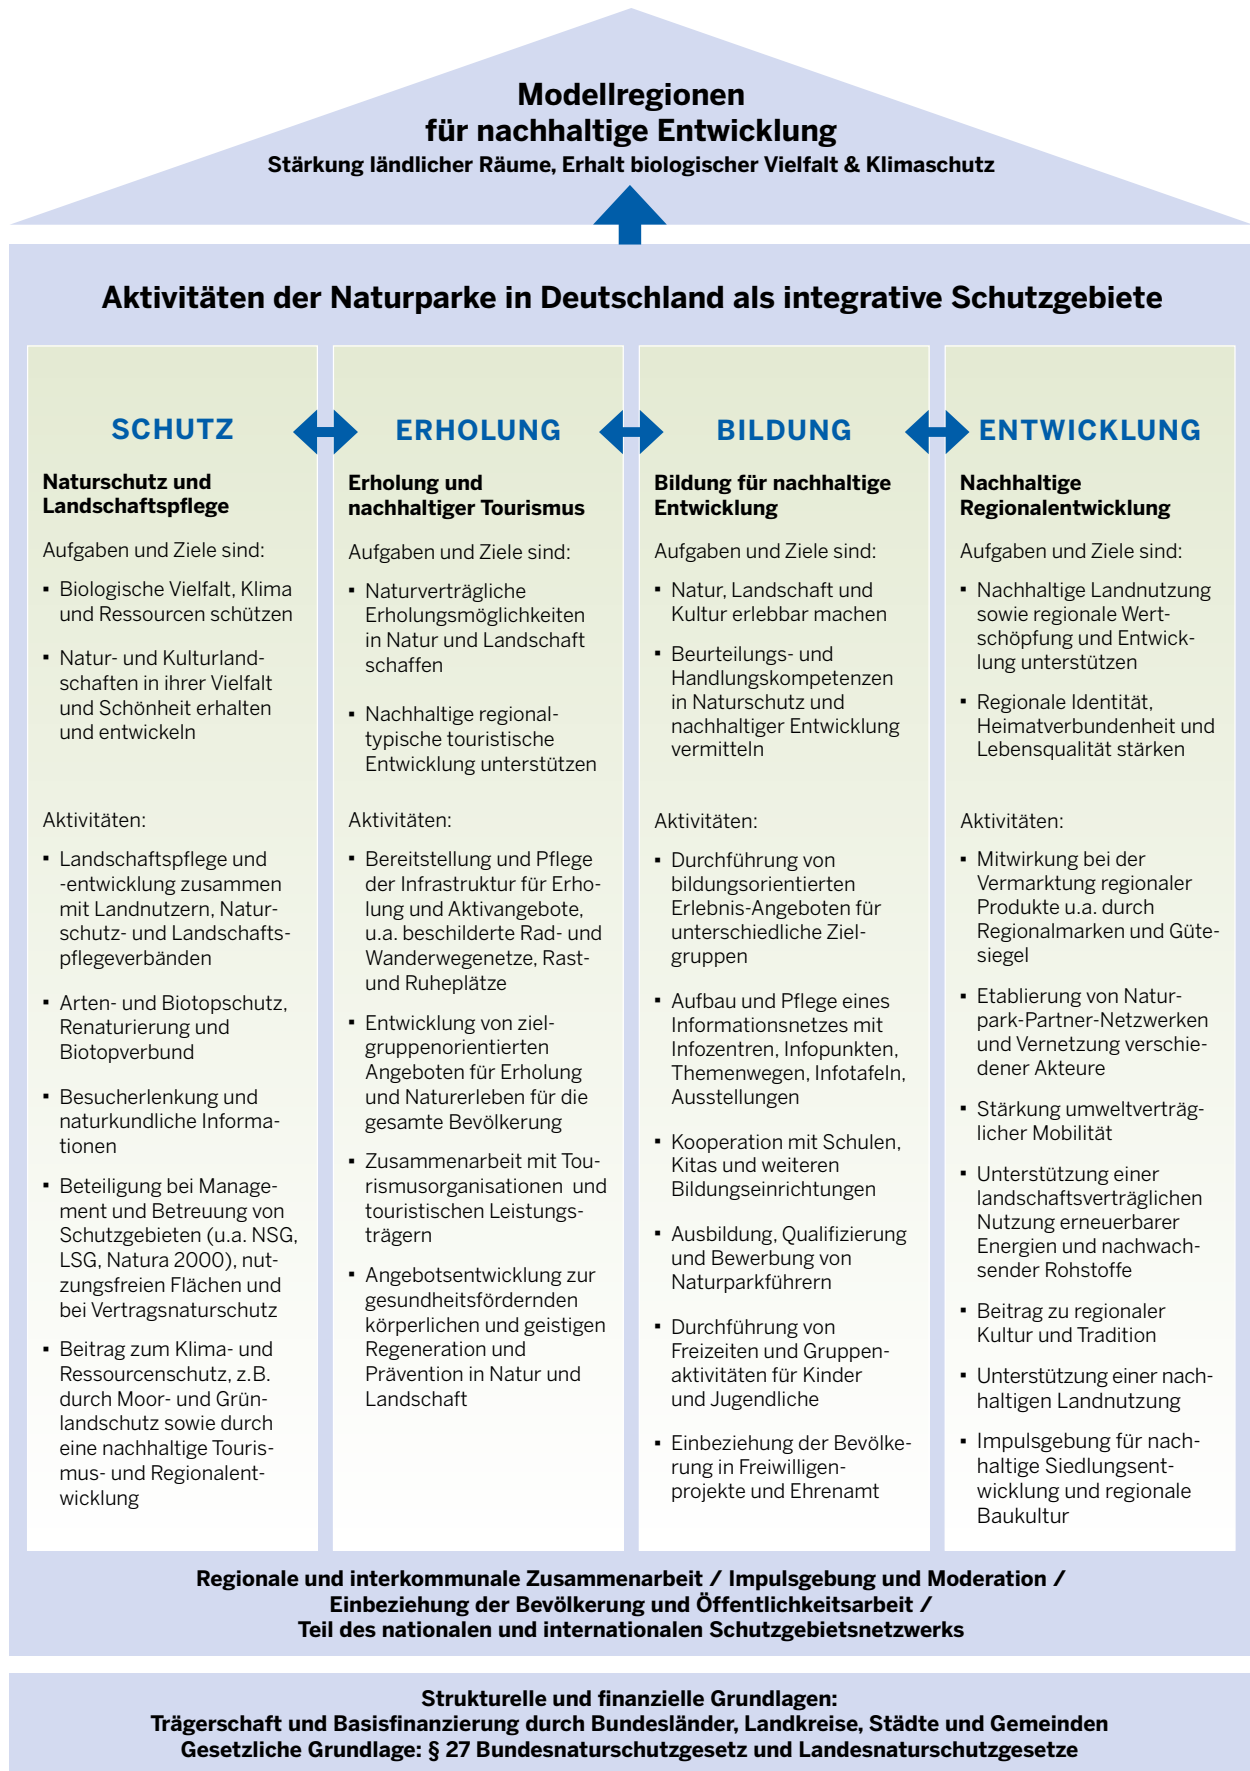 Modellregionen
für nachhaltige Entwicklung
Stärkung ländlicher Räume, Erhalt biologischer Vielfalt & Klimaschutz
Aktivitäten der Naturparke in Deutschland als integrative Schutzgebiete
SCHUTZ
Naturschutz und
Landschaftspflege
Aufgaben und Ziele sind:
▪ Biologische Vielfalt, Klima
und Ressourcen schützen
▪ Natur- und Kulturland-
schaften in ihrer Vielfalt
und Schönheit erhalten
und entwickeln
Aktivitäten:
▪ Landschaftspflege und
-entwicklung zusammen
mit Landnutzern, Natur-
schutz- und Landschafts-
pflegeverbänden
▪ Arten- und Biotopschutz,
Renaturierung und
Biotopverbund
▪ Besucherlenkung und
naturkundliche Informa-
tionen
▪ Beteiligung bei Manage-
ment und Betreuung von
Schutzgebieten (u.a. NSG,
LSG, Natura 2000), nut-
zungsfreien Flächen und
bei Vertragsnaturschutz
▪ Beitrag zum Klima- und
Ressourcenschutz, z.B.
durch Moor- und Grün-
landschutz sowie durch
eine nachhaltige Touris-
mus- und Regionalent-
wicklung
ERHOLUNG
Erholung und
nachhaltiger Tourismus
Aufgaben und Ziele sind:
▪ Naturverträgliche
Erholungsmöglichkeiten
in Natur und Landschaft
schaffen
▪ Nachhaltige regional-
typische touristische
Entwicklung unterstützen
Aktivitäten:
▪ Bereitstellung und Pflege
der Infrastruktur für Erho-
lung und Aktivangebote,
u.a. beschilderte Rad- und
Wanderwegenetze, Rast-
und Ruheplätze
▪ Entwicklung von ziel-
gruppenorientierten
Angeboten für Erholung
und Naturerleben für die
gesamte Bevölkerung
▪ Zusammenarbeit mit Tou-
rismusorganisationen und
touristischen Leistungs-
trägern
▪ Angebotsentwicklung zur
gesundheitsfördernden
körperlichen und geistigen
Regeneration und
Prävention in Natur und
Landschaft
BILDUNG
Bildung für nachhaltige
Entwicklung
Aufgaben und Ziele sind:
▪ Natur, Landschaft und
Kultur erlebbar machen
▪ Beurteilungs- und
Handlungskompetenzen
in Naturschutz und
nachhaltiger Entwicklung
vermitteln
Aktivitäten:
▪ Durchführung von
bildungsorientierten
Erlebnis-Angeboten für
unterschiedliche Ziel-
gruppen
▪ Aufbau und Pflege eines
Informationsnetzes mit
Infozentren, Infopunkten,
Themenwegen, Infotafeln,
Ausstellungen
▪ Kooperation mit Schulen,
Kitas und weiteren
Bildungseinrichtungen
▪ Ausbildung, Qualifizierung
und Bewerbung von
Naturparkführern
▪ Durchführung von
Freizeiten und Gruppen-
aktivitäten für Kinder
und Jugendliche
▪ Einbeziehung der Bevölke-
rung in Freiwilligen-
projekte und Ehrenamt
ENTWICKLUNG
Nachhaltige
Regionalentwicklung
Aufgaben und Ziele sind:
▪ Nachhaltige Landnutzung
sowie regionale Wert-
schöpfung und Entwick-
lung unterstützen
▪ Regionale Identität,
Heimatverbundenheit und
Lebensqualität stärken
Aktivitäten:
▪ Mitwirkung bei der
Vermarktung regionaler
Produkte u.a. durch
Regionalmarken und Güte-
siegel
▪ Etablierung von Natur-
park-Partner-Netzwerken
und Vernetzung verschie-
dener Akteure
▪ Stärkung umweltverträg-
licher Mobilität
▪ Unterstützung einer
landschaftsverträglichen
Nutzung erneuerbarer
Energien und nachwach-
sender Rohstoffe
▪ Beitrag zu regionaler
Kultur und Tradition
▪ Unterstützung einer nach-
haltigen Landnutzung
▪ Impulsgebung für nach-
haltige Siedlungsent-
wicklung und regionale
Baukultur
Regionale und interkommunale Zusammenarbeit / Impulsgebung und Moderation /
Einbeziehung der Bevölkerung und Öffentlichkeitsarbeit /
Teil des nationalen und internationalen Schutzgebietsnetzwerks
Strukturelle und finanzielle Grundlagen:
Trägerschaft und Basisfinanzierung durch Bundesländer, Landkreise, Städte und Gemeinden
Gesetzliche Grundlage: § 27 Bundesnaturschutzgesetz und Landesnaturschutzgesetze